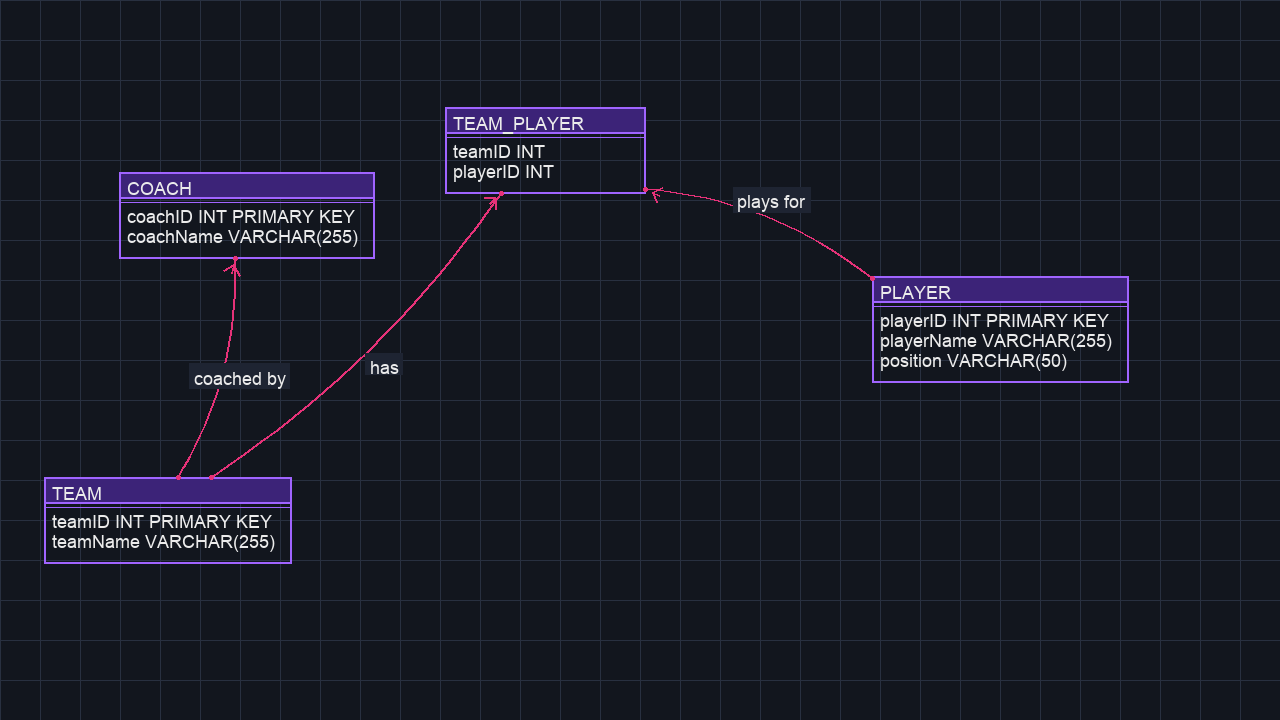 TEAM_PLAYER
teamID INT
playerID INT
COACH
coachID INT PRIMARY KEY
coachName VARCHAR(255)
plays for
PLAYER
playerID INT PRIMARY KEY
playerName VARCHAR(255)
position VARCHAR(50)
has
coached by
TEAM
teamID INT PRIMARY KEY
teamName VARCHAR(255)